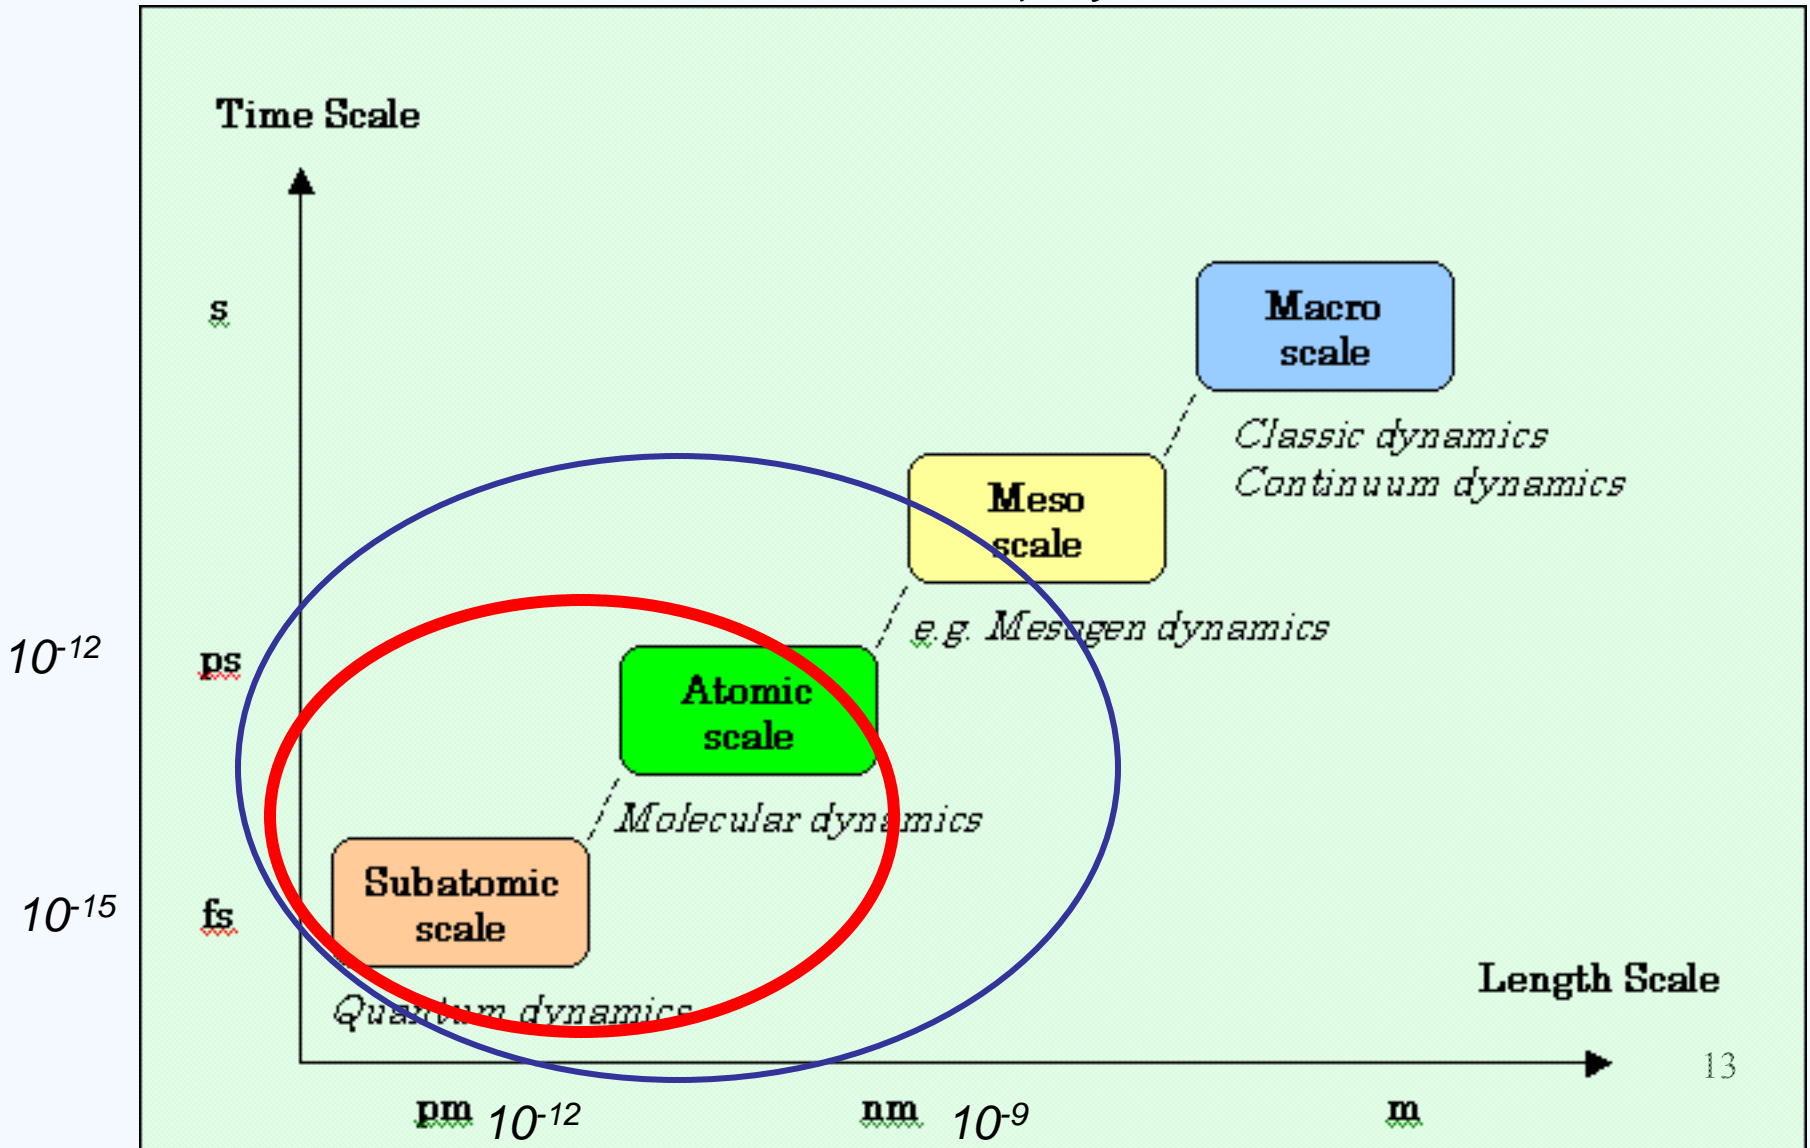 Time Scale
s
Macro
scale
Classic dynamics
Continuum dynamics
Meso
scale
e.g. Mesogen dynamics
10-12
ps
Atomic
scale
Molecular dynamics
10-15
fs
Subatomic
scale
Quantum dynamics
Length Scale
13
pm 10-12
nm 10-9
m